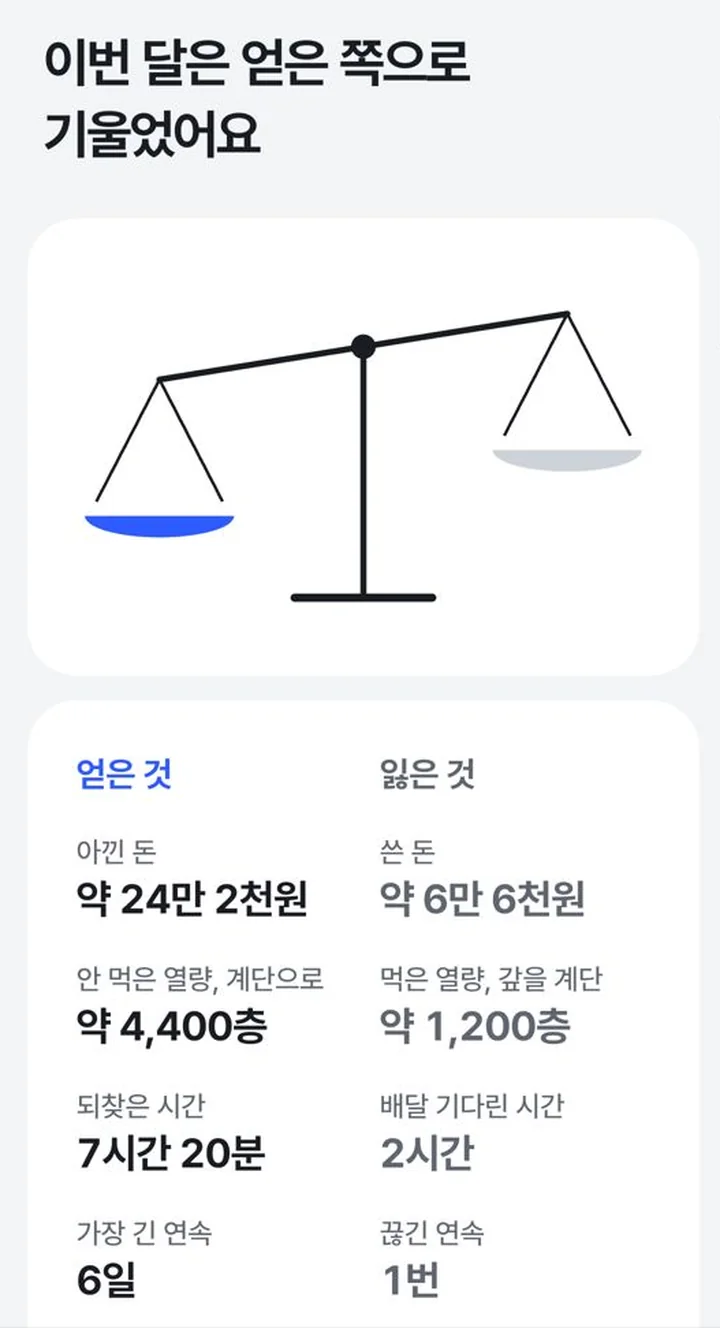 이번 달은 얻은 쪽으로
기울었어요
얻은 것
잃은 것
아낀 돈
쓴 돈
약 24만 2천원
약 6만 6천원
안 먹은 열량, 계단으로
먹은 열량, 갚을 계단
약 4,400층
약 1,200층
되찾은 시간
배달 기다린 시간
7시간 20분
2시간
가장 긴 연속
끊긴 연속
6일
1번